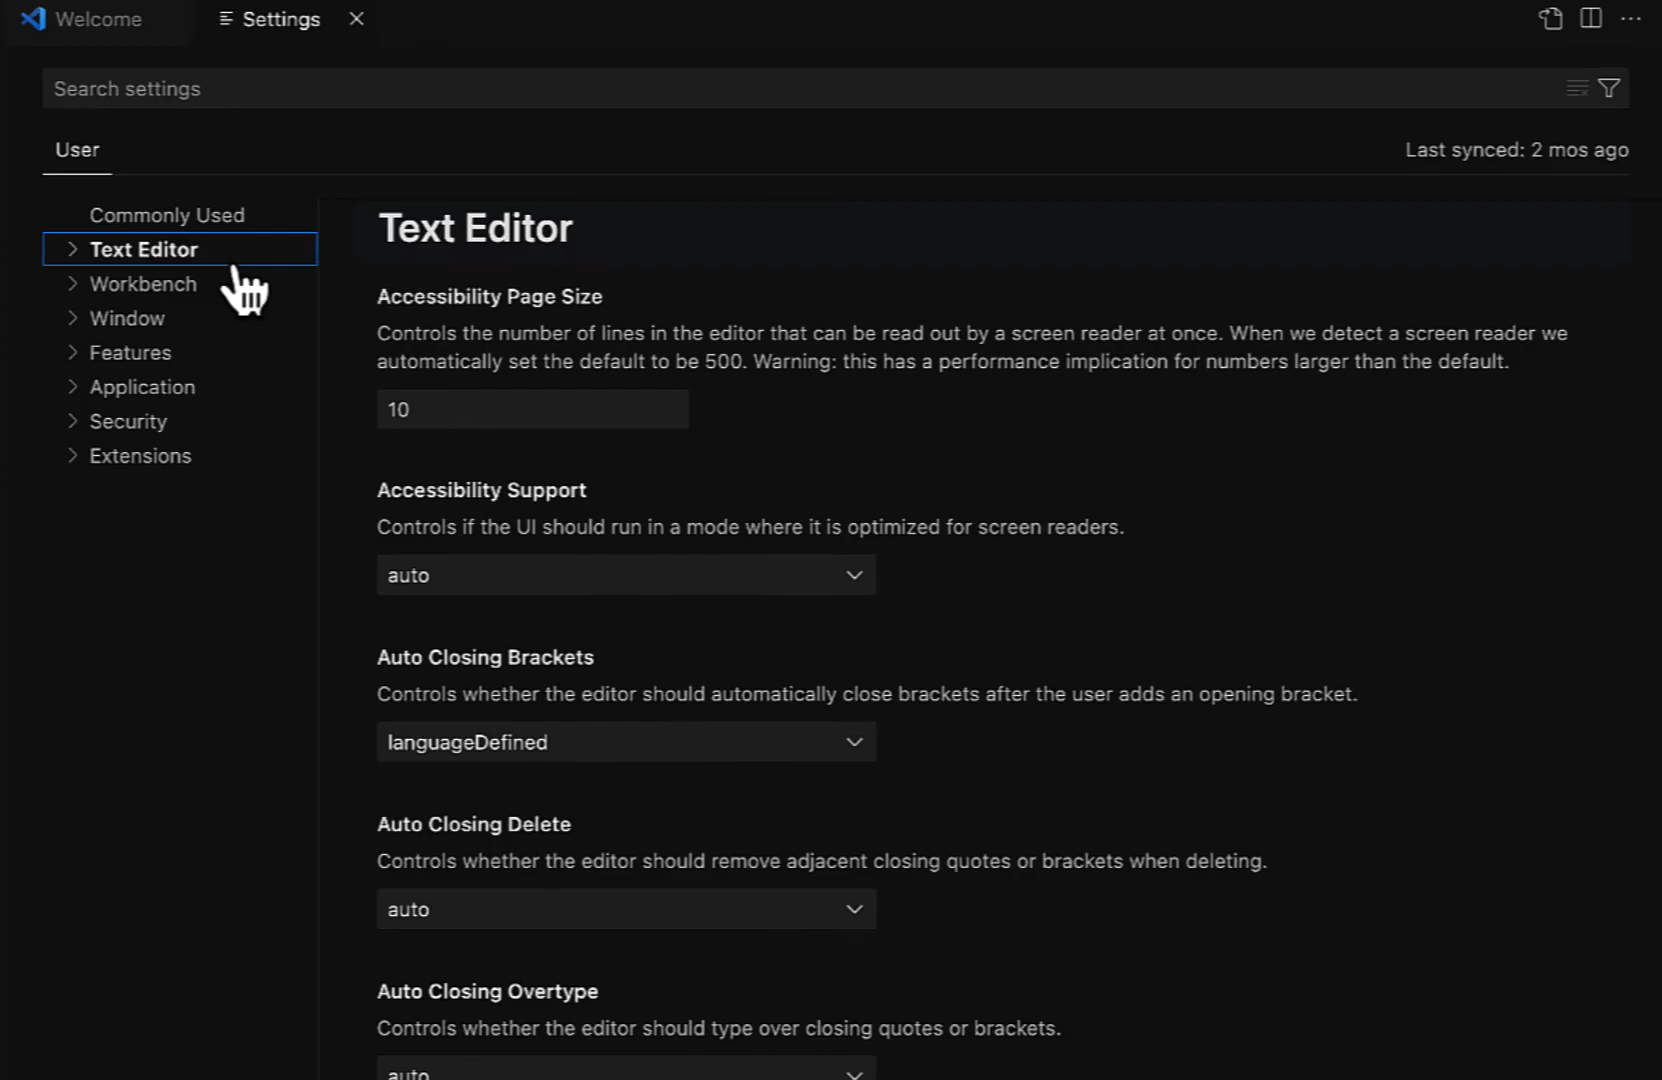 Welcome
Settings
Search settings
User
Last synced: 2 mos ago
Commonly Used
Text Editor
Workbench
Window
Features
Application
Security
Extensions
Text Editor
Accessibility Page Size
Controls the number of lines in the editor that can be read out by a screen reader at once. When we detect a screen reader we
automatically set the default to be 500. Warning: this has a performance implication for numbers larger than the default.
10
Accessibility Support
Controls if the UI should run in a mode where it is optimized for screen readers.
auto
Auto Closing Brackets
Controls whether the editor should automatically close brackets after the user adds an opening bracket.
languageDefined
Auto Closing Delete
Controls whether the editor should remove adjacent closing quotes or brackets when deleting.
auto
Auto Closing Overtype
Controls whether the editor should type over closing quotes or brackets.
auto